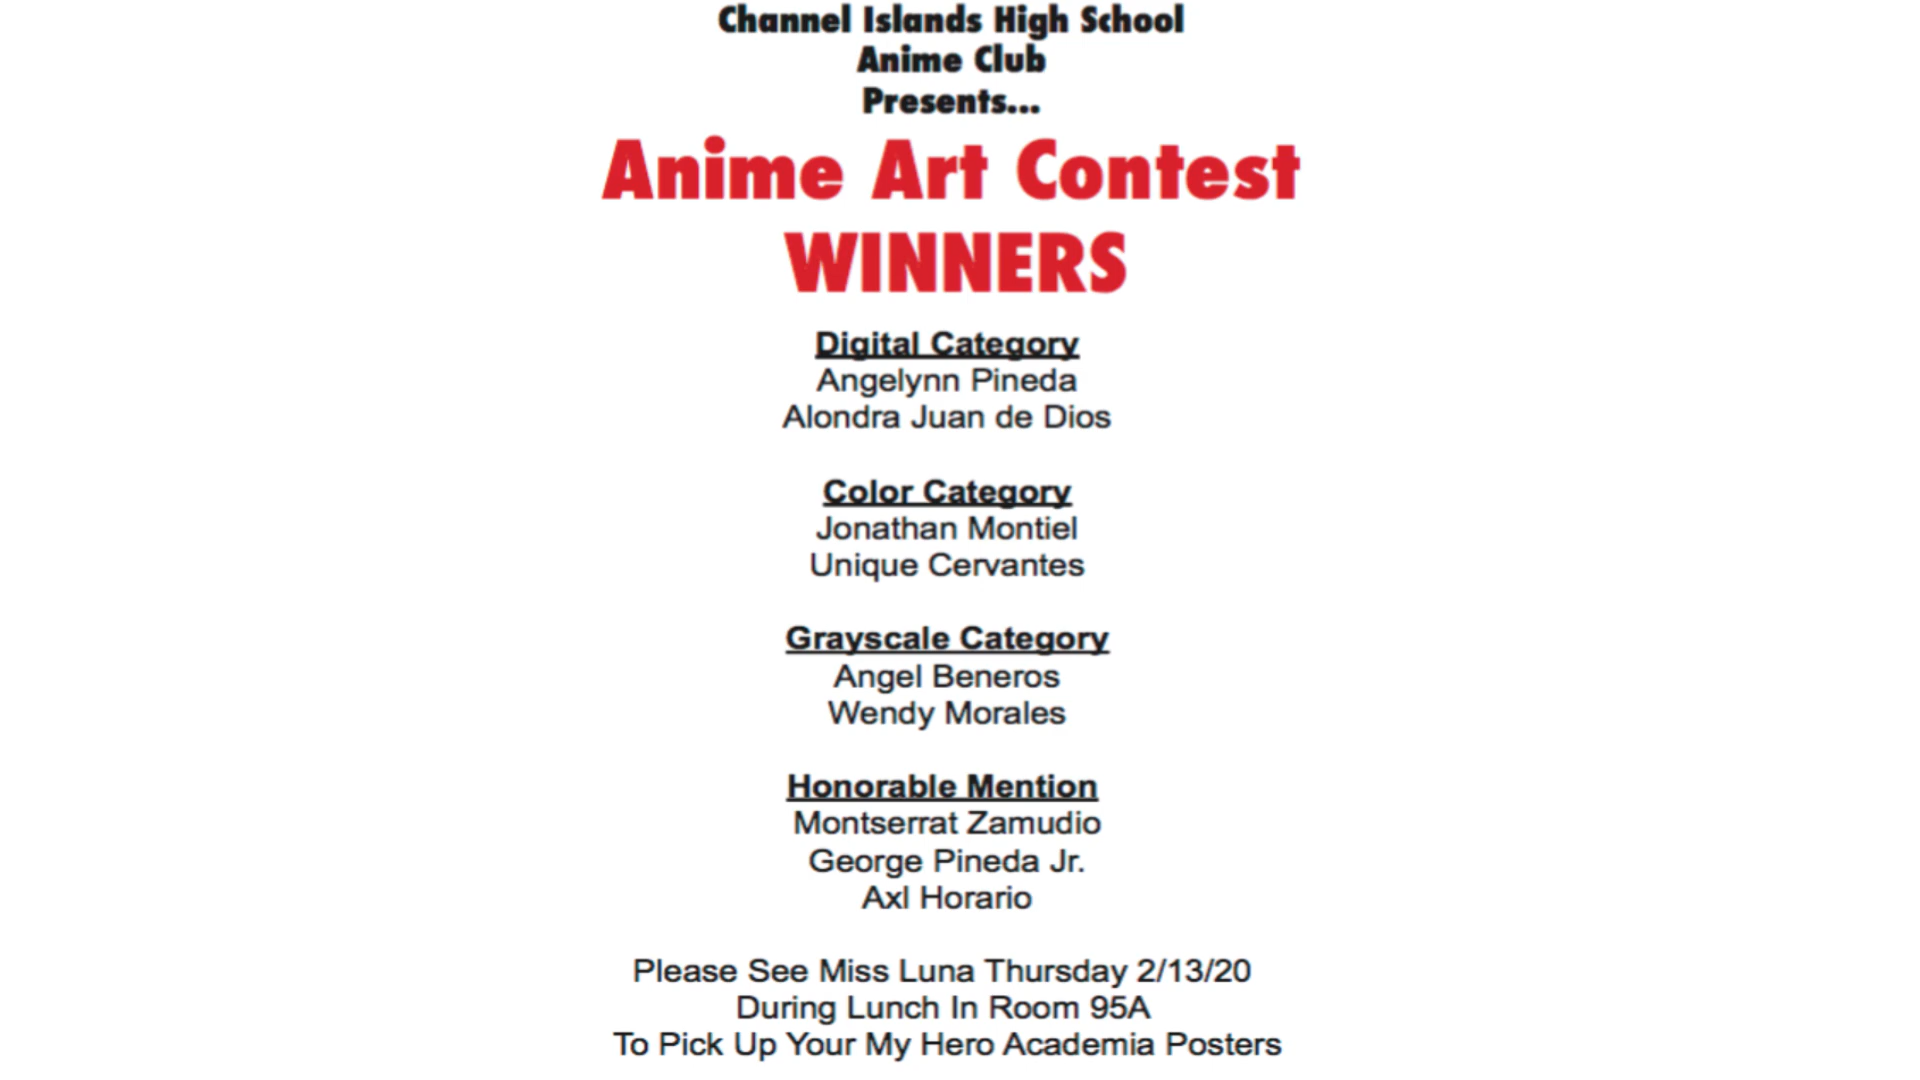 Channel Islands High School
Anime Club
Presents...
Anime Art Contest
WINNERS
Digital Category
Angelynn Pineda
Alondra Juan de Dios
Color Category
Jonathan Montiel
Unique Cervantes
Grayscale Category
Angel Beneros
Wendy Morales
Honorable Mention
Montserrat Zamudio
George Pineda Jr.
Axl Horario
Please See Miss Luna Thursday 2/13/20
During Lunch In Room 95A
To Pick Up Your My Hero Academia Posters